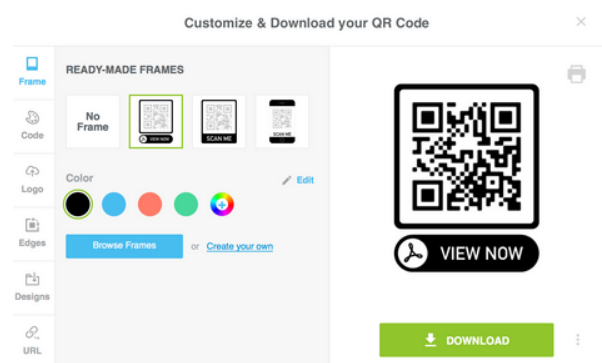 Customize & Download your QR Code
Frame
Code
Logo
Edges
Designs
URL
READY-MADE FRAMES
No
Frame
VIEW NOW
SCAN ME
SCAN ME
Color
Edit
Browse Frames or Create your own
VIEW NOW
DOWNLOAD